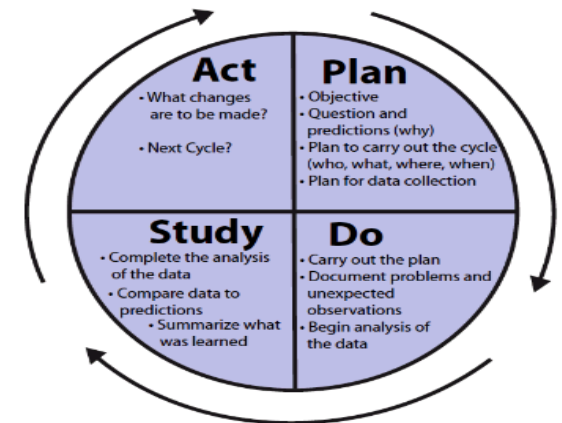 Act
• What changes
are to be made?
• Next Cycle?
Plan
• Objective
• Question and
predictions (why)
• Plan to carry out the cycle
(who, what, where, when)
• Plan for data collection
Study
• Complete the analysis
of the data
• Compare data to
predictions
• Summarize what
was learned
Do
• Carry out the plan
• Document problems and
unexpected
observations
• Begin analysis of
the data